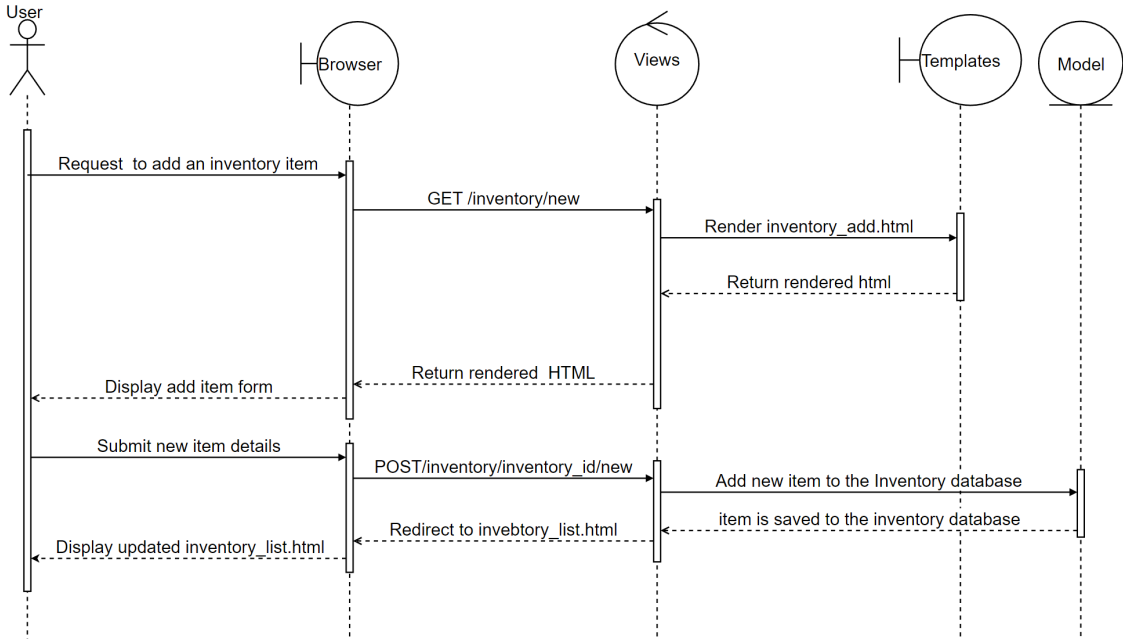 User
Browser
Views
Templates
Model
Request  to add an inventory item
GET /inventory/new
Render inventory_add.html
Return rendered html
Return rendered  HTML
Display add item form
Submit new item details
POST/inventory/inventory_id/new
Add new item to the Inventory database
item is saved to the inventory database
Redirect to invebtory_list.html
Display updated inventory_list.html